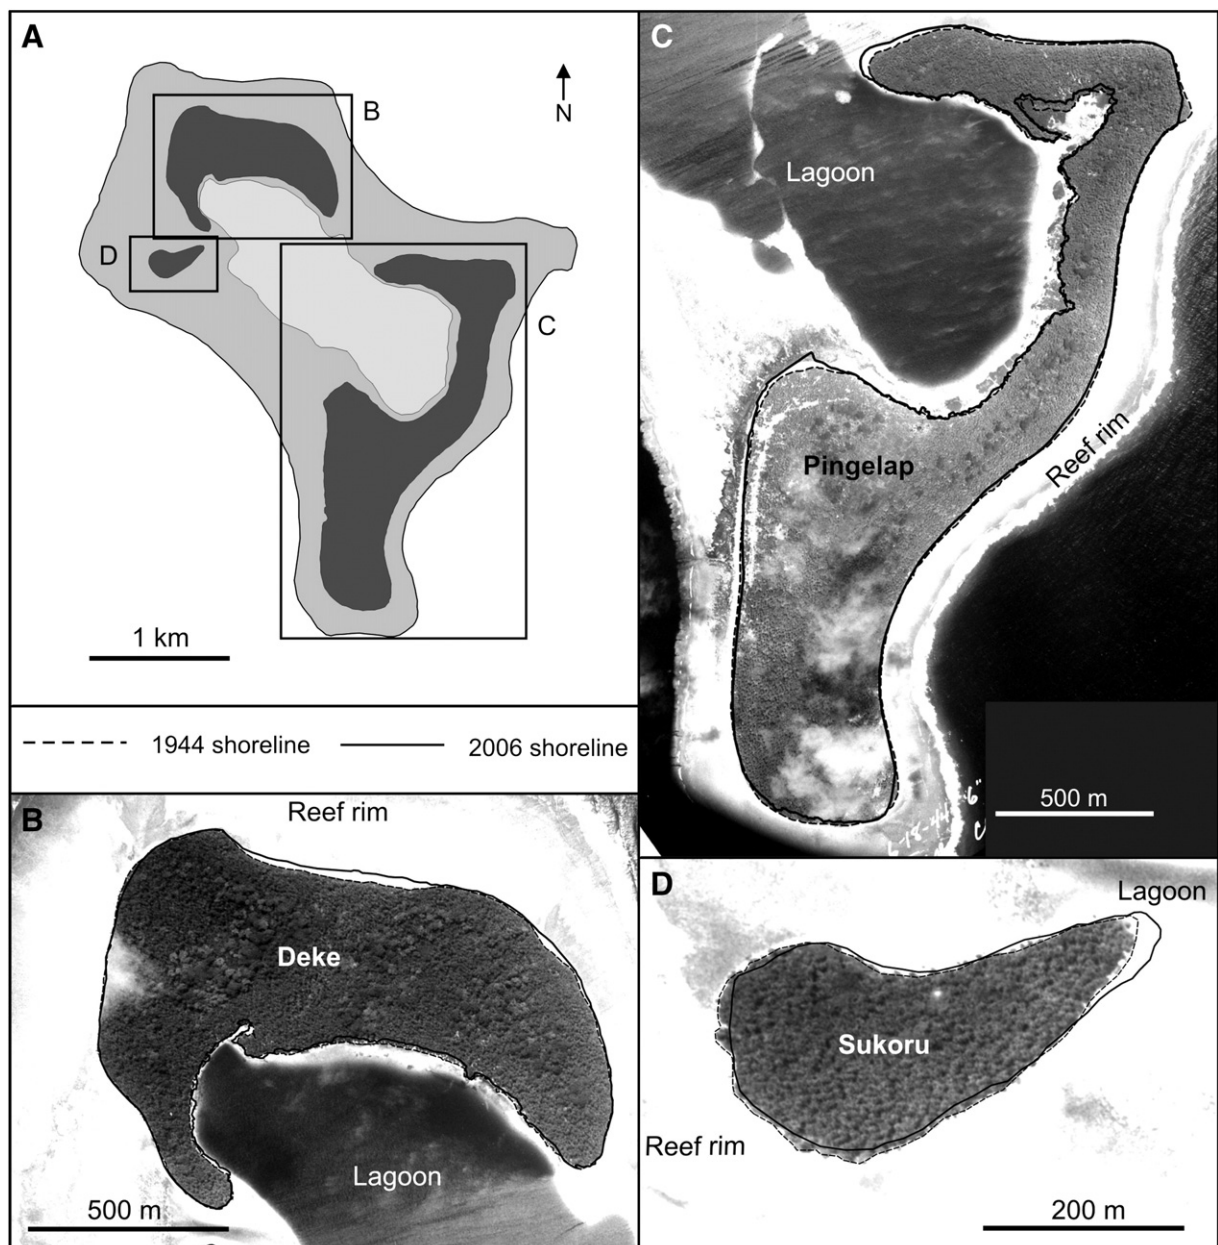 A
N
B
D
C
1 km
1944 shoreline
2006 shoreline
B
Reef rim
Deke
Lagoon
500 m
C
Lagoon
Pingelap
Reef rim
6"
500 m
D
Lagoon
Sukoru
Reef rim
200 m